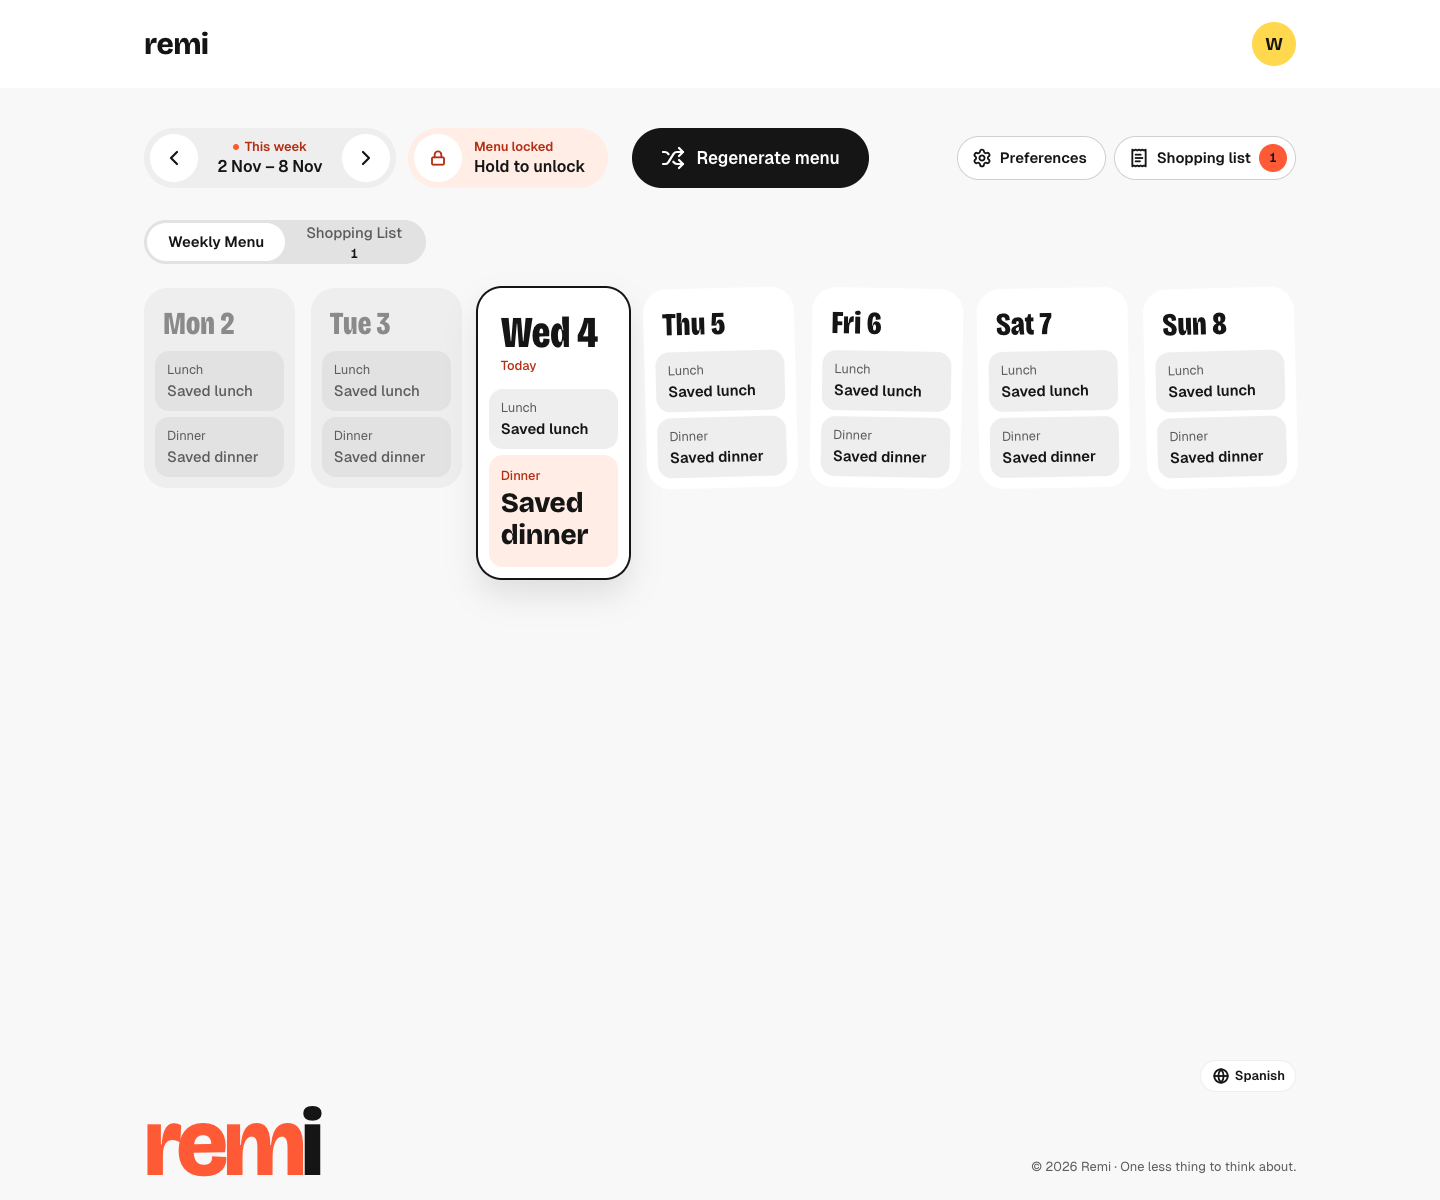 remi
W
This week
2 Nov – 8 Nov
Menu locked
Hold to unlock
Regenerate menu
Preferences
Shopping list 1
Weekly Menu
Shopping List
1
Mon 2
Lunch
Saved lunch
Dinner
Saved dinner
Tue 3
Lunch
Saved lunch
Dinner
Saved dinner
Wed 4
Today
Lunch
Saved lunch
Dinner
Saved
dinner
Thu 5
Lunch
Saved lunch
Dinner
Saved dinner
Fri 6
Lunch
Saved lunch
Dinner
Saved dinner
Sat 7
Lunch
Saved lunch
Dinner
Saved dinner
Sun 8
Lunch
Saved lunch
Dinner
Saved dinner
Spanish
remi
© 2026 Remi · One less thing to think about.